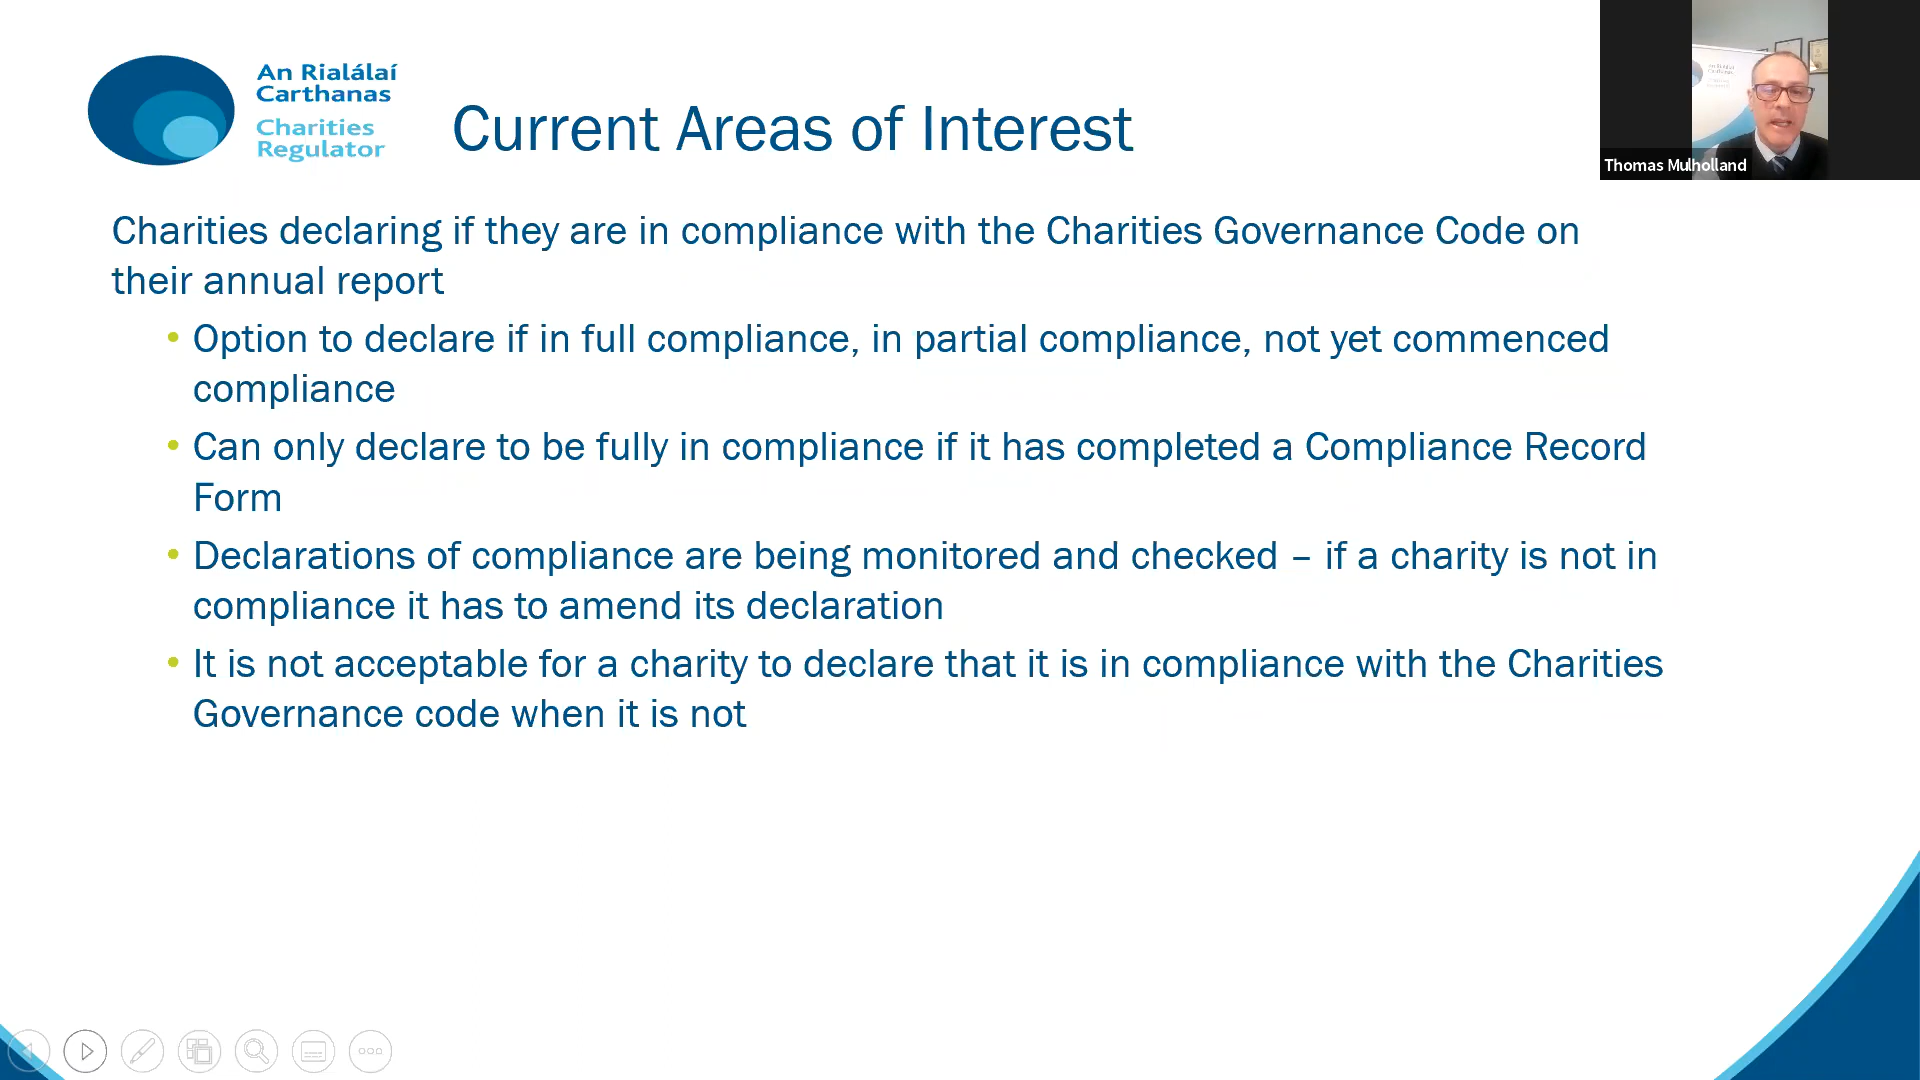 An Rialálaí
Carthanas
Charities
Regulator
Current Areas of Interest
Thomas Mulholland
Charities declaring if they are in compliance with the Charities Governance Code on
their annual report
• Option to declare if in full compliance, in partial compliance, not yet commenced
compliance
• Can only declare to be fully in compliance if it has completed a Compliance Record
Form
• Declarations of compliance are being monitored and checked – if a charity is not in
compliance it has to amend its declaration
• It is not acceptable for a charity to declare that it is in compliance with the Charities
Governance code when it is not